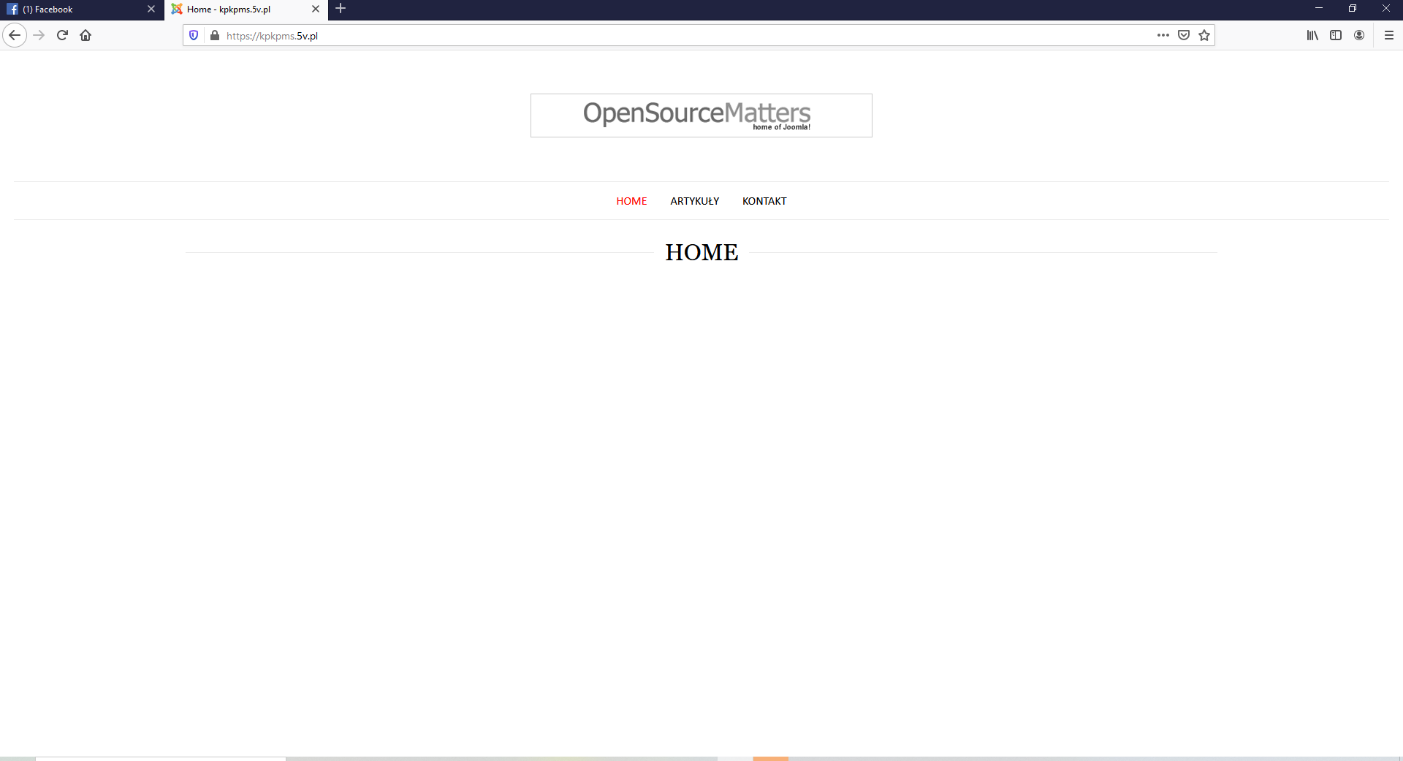 (1) Facebook
Home - kpkpms.5v.pl
https://kpkpms.5v.pl
OpenSourceMatters
home of Joomla!
HOME ARTYKUŁY KONTAKT
HOME